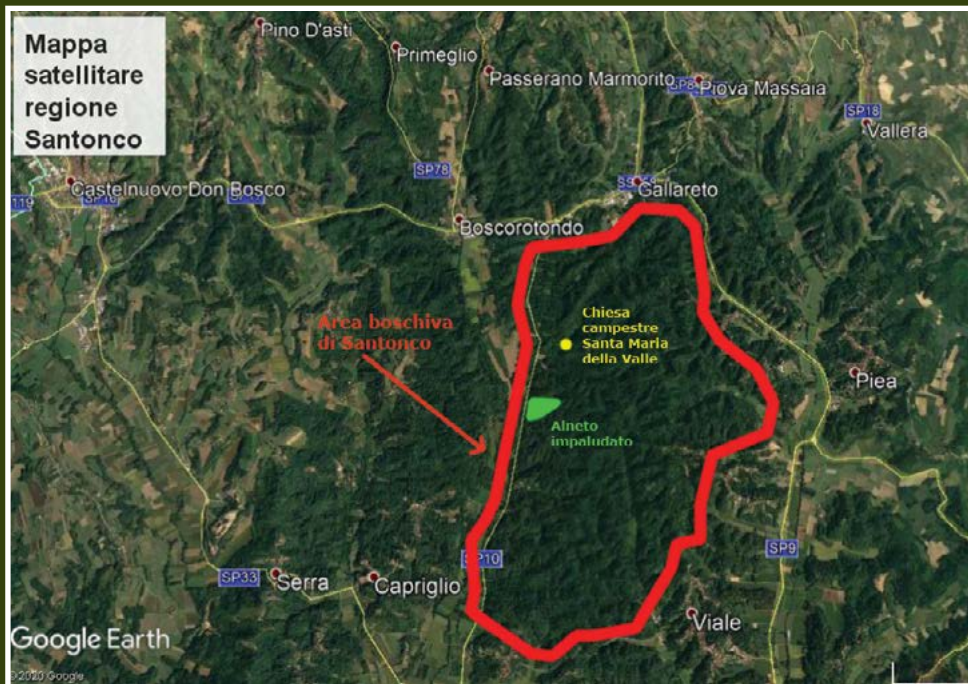 Mappa
satellitare
regione
Santonco
Pino D'asti
Primeglio
Passerano Marmorito
Piova Massaia
SP18
Vallera
SP78
Castelnuovo Don Bosco
119
Gallareto
Boscorotondo
Area boschiva
di Santonco
Chiesa
campestre
Santa Maria
della Valle
Piea
Alneto
impaludato
SP10
SP9
SP33
Serra
Capriglio
Viale
Google Earth
©2020 Google